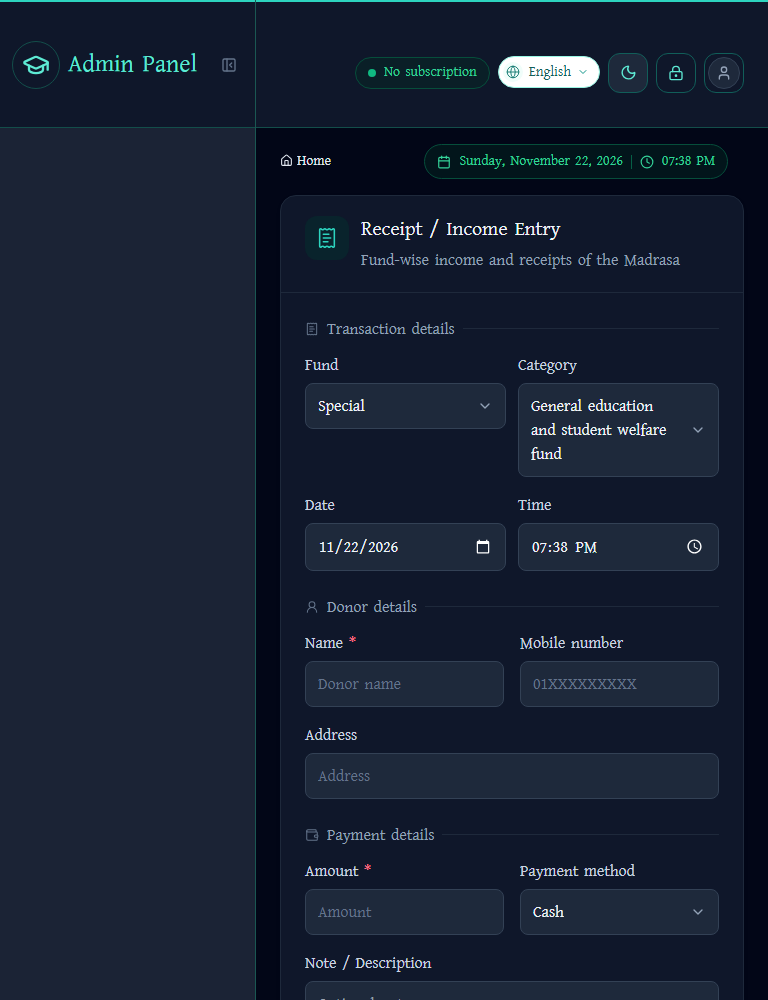 Admin Panel
No subscription
English
Home
Sunday, November 22, 2026 | 07:38 PM
Receipt / Income Entry
Fund-wise income and receipts of the Madrasa
Transaction details
Fund
Category
Special
General education
and student welfare
fund
Date
Time
11/22/2026
07:38 PM
Donor details
Name *
Mobile number
Donor name
01XXXXXXXXX
Address
Address
Payment details
Amount *
Payment method
Amount
Cash
Note / Description